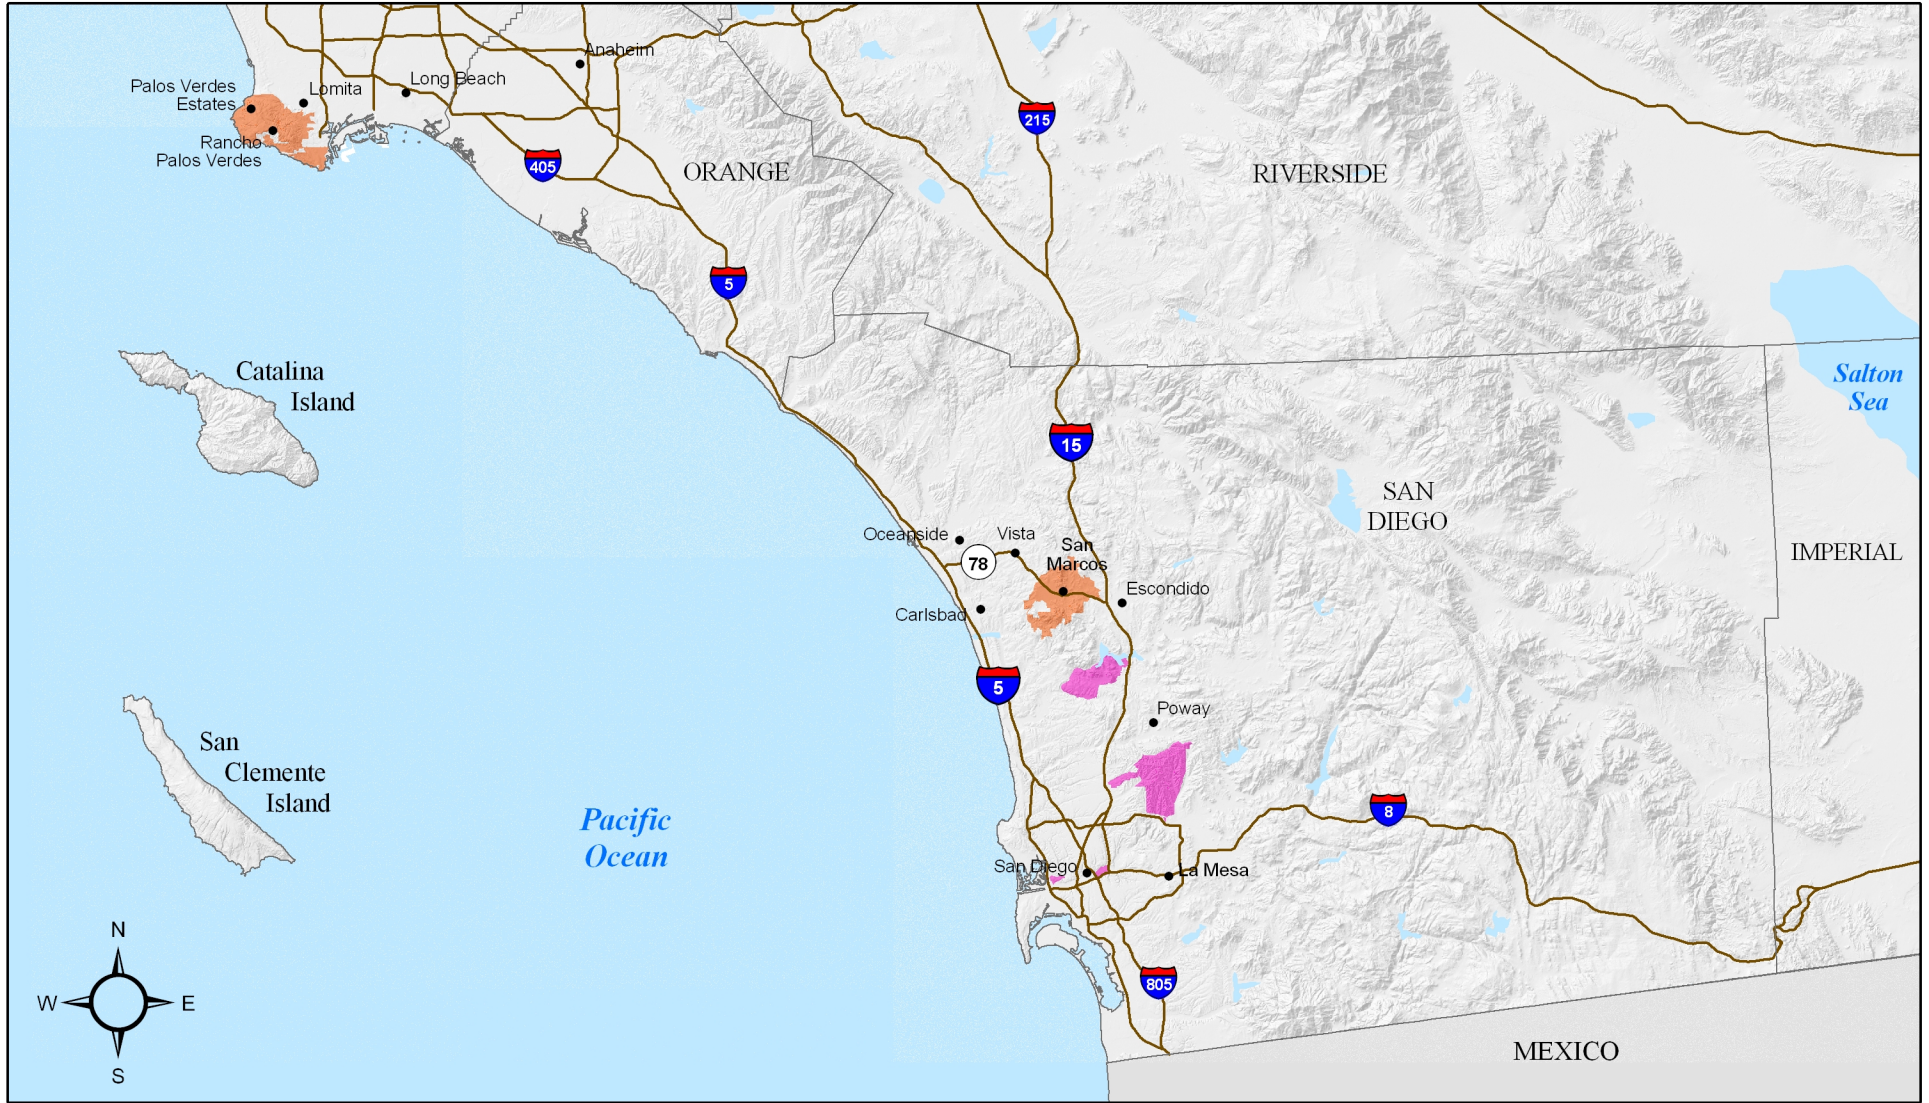 Anaheim
Palos Verdes
Estates
Lomita
Long Beach
215
Rancho
Palos Verdes
405
ORANGE
RIVERSIDE
5
Catalina
Island
Salton
Sea
15
SAN
DIEGO
Oceanside
Vista
San
Marcos
78
IMPERIAL
Escondido
Carlsbad
5
Poway
San
Clemente
Island
Pacific
Ocean
8
San Diego
La Mesa
N
W
E
S
805
MEXICO